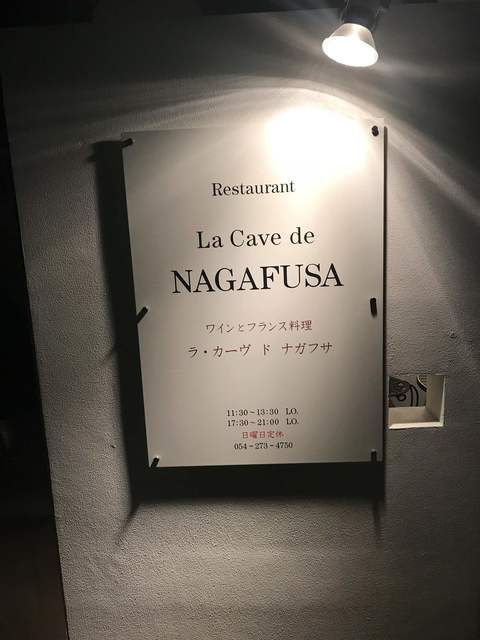 Restaurant
La Cave de
NAGAFUSA
ワインとフランス料理
ラ・カーヴ ド ナガフサ
11:30~13:30 LO.
17:30~21:00 LO.
日曜日定休
054-273-4750